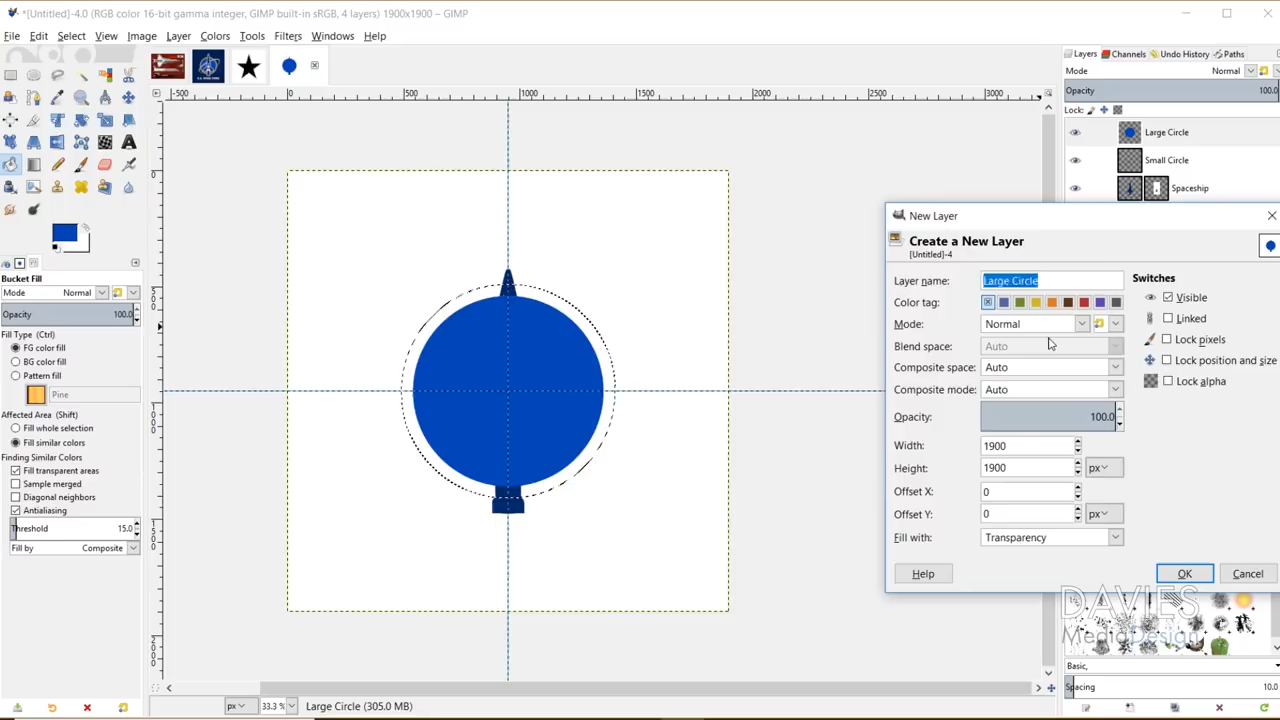 *[Untitled]-4.0 (RGB color 16-bit gamma integer, GIMP built-in sRGB, 4 layers) 1900x1900 – GIMP
File Edit Select View Image Layer Colors Tools Filters Windows Help
Layers Channels Undo History Paths
Mode Normal
Opacity 100.0
Lock:
Large Circle
Small Circle
Spaceship
-500 0 500 1000 1500 2000 2500 3000
0
500
1000
1500
2000
Bucket Fill
Mode Normal
Opacity 100.0
Fill Type (Ctrl)
FG color fill
BG color fill
Pattern fill
Pine
Affected Area (Shift)
Fill whole selection
Fill similar colors
Finding Similar Colors
Fill transparent areas
Sample merged
Diagonal neighbors
Antialiasing
Threshold 15.0
Fill by Composite
New Layer
Create a New Layer
[Untitled]-4
Layer name: Large Circle
Color tag:
Mode: Normal
Blend space: Auto
Composite space: Auto
Composite mode: Auto
Opacity: 100.0
Width: 1900
Height: 1900 px
Offset X: 0
Offset Y: 0 px
Fill with: Transparency
Switches
Visible
Linked
Lock pixels
Lock position and size
Lock alpha
Help OK Cancel
DAVIES
MediaDesign
Basic,
Spacing 10.0
px 33.3 % Large Circle (305.0 MB)